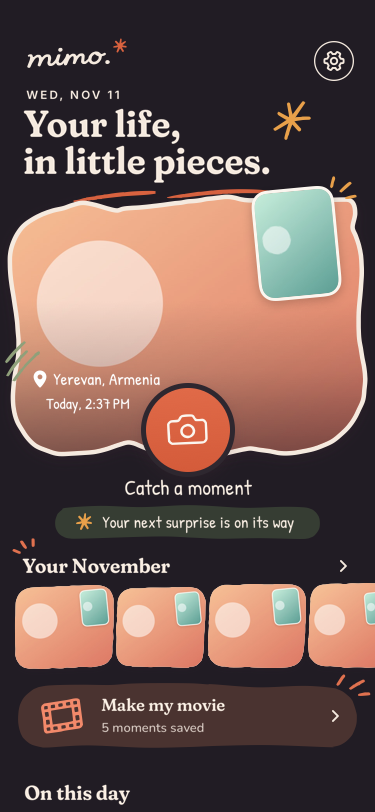 mimo.
WED, NOV 11
Your life,
in little pieces.
Yerevan, Armenia
Today, 2:37 PM
Catch a moment
Your next surprise is on its way
Your November
Make my movie
5 moments saved
On this day